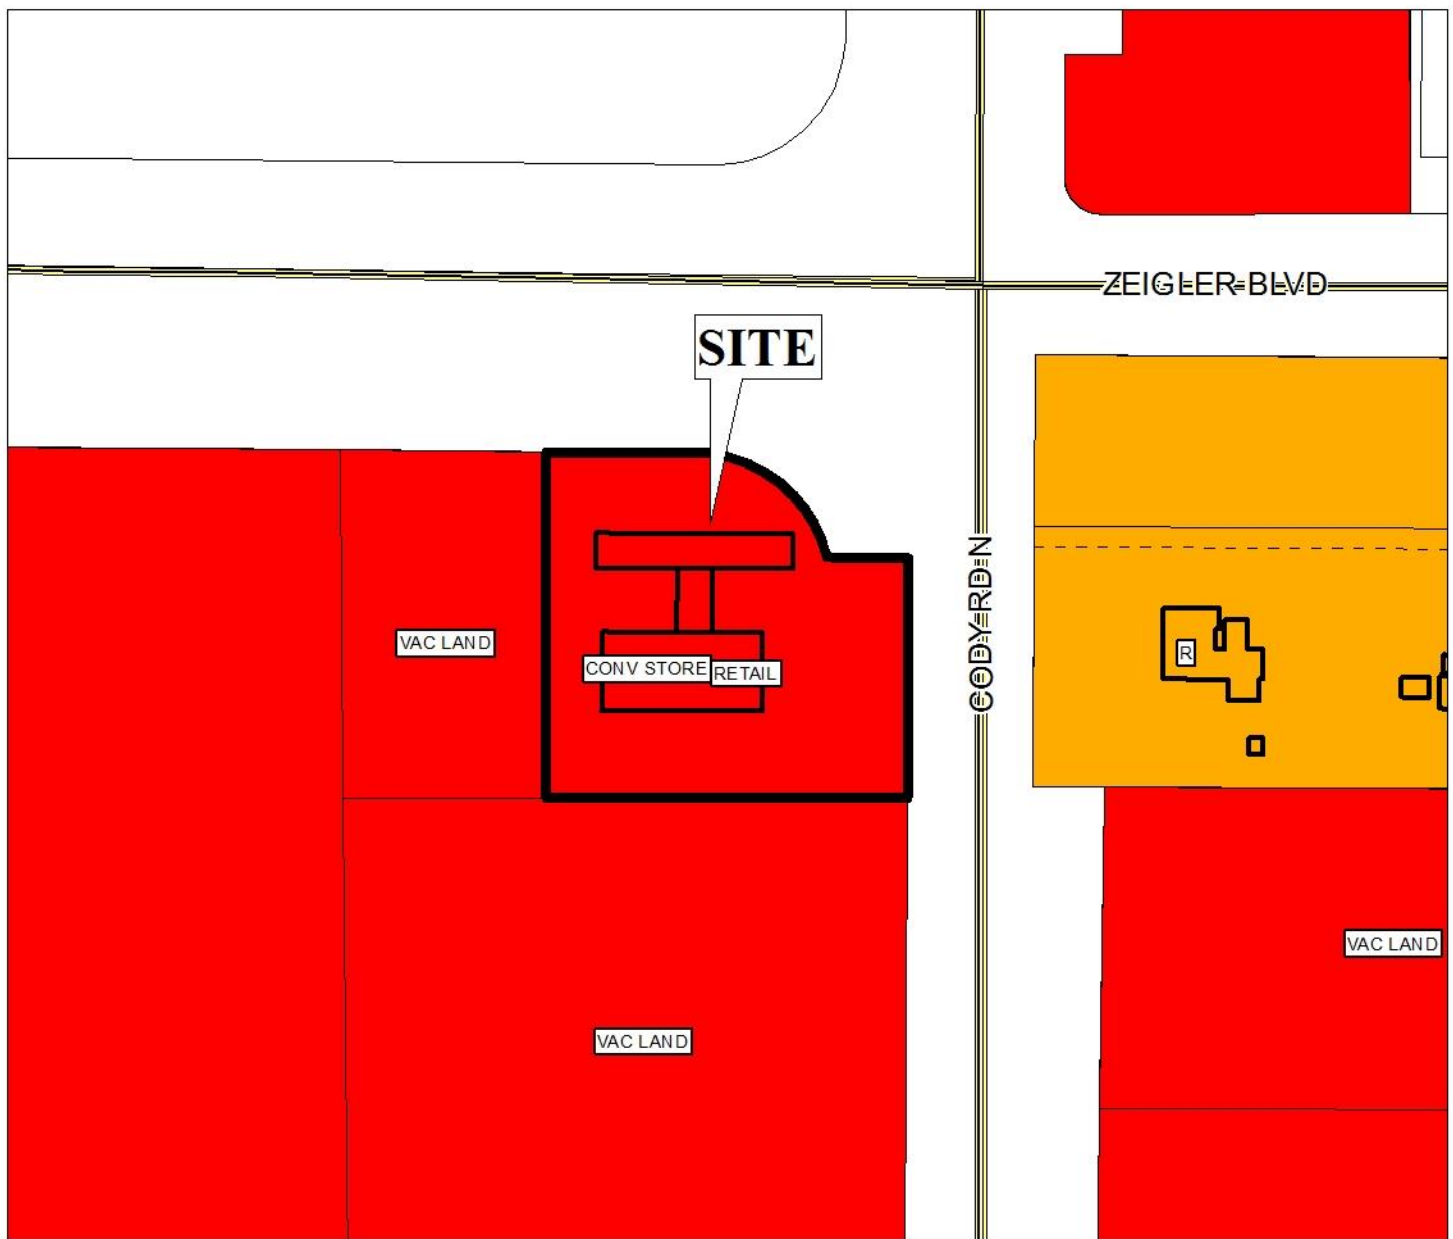 ZEIGLER BLVD
SITE
CODY RD N
VAC LAND
CONV STORE
RETAIL
R
VAC LAND
VAC LAND